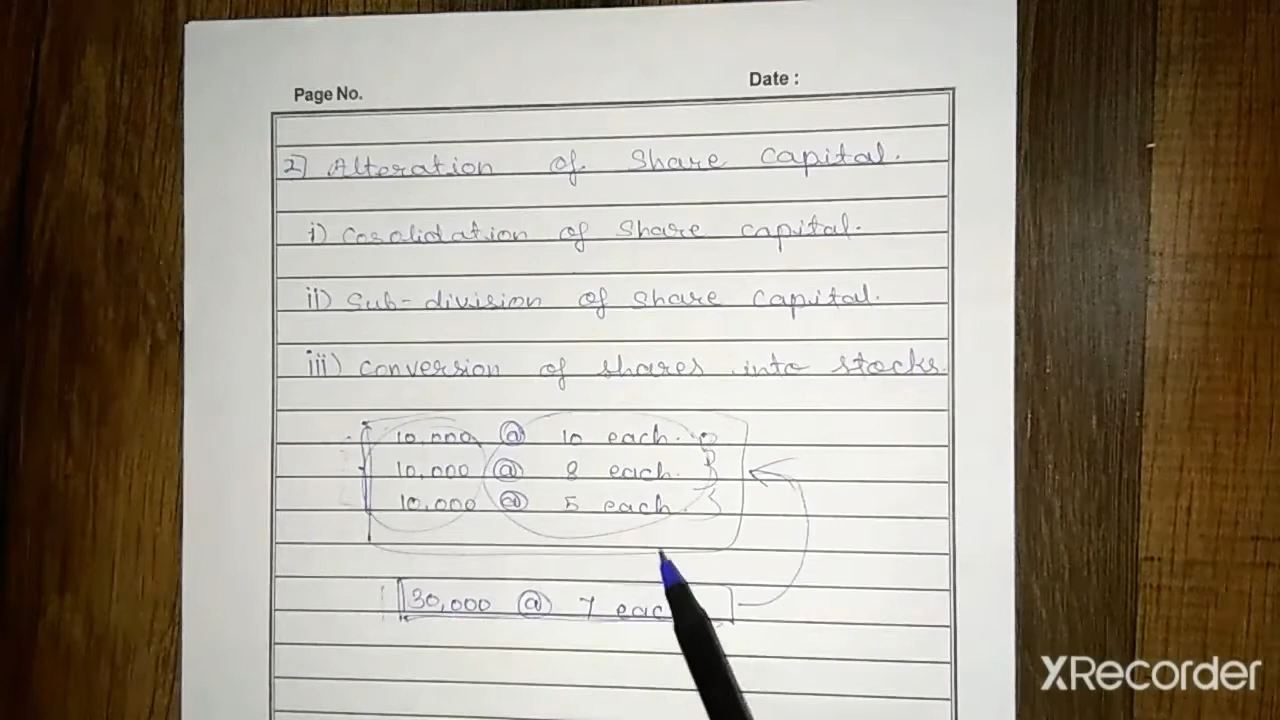 Page No.
Date :
2] Alteration of share capital.
i) Cosolidation of share capital.
ii) Sub-division of share capital.
iii) Conversion of shares into stocks.
10,000 @ 10 each.
10,000 @ 8 each.
10,000 @ 5 each.
30,000 @ 7 eac
XRecorder